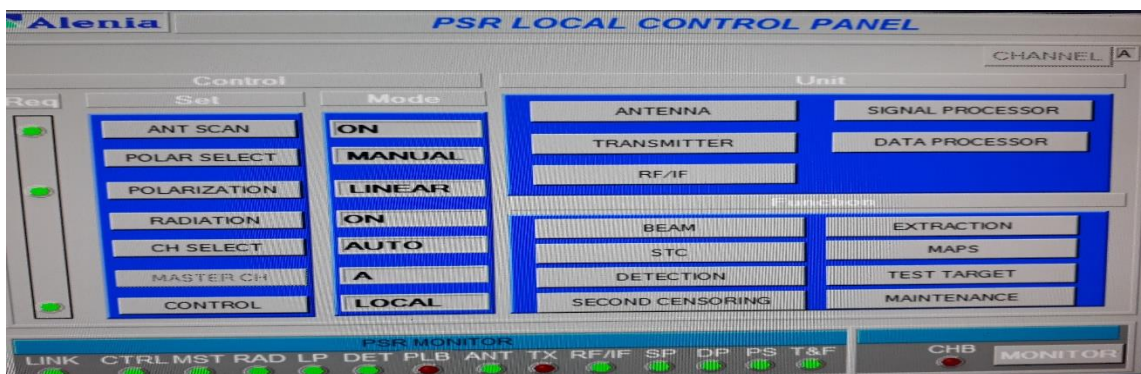 Alenia PSR LOCAL CONTROL PANEL
CHANNEL A
Control Unit
Req Set Mode
ANT SCAN ON
POLAR SELECT MANUAL
POLARIZATION LINEAR
RADIATION ON
CH SELECT AUTO
MASTER CH A
CONTROL LOCAL
ANTENNA SIGNAL PROCESSOR
TRANSMITTER DATA PROCESSOR
RF/IF
Function
BEAM EXTRACTION
STC MAPS
DETECTION TEST TARGET
SECOND CENSORING MAINTENANCE
PSR MONITOR
LINK CTRL MST RAD LP DET PLB ANT TX RF/IF SP DP PS T&F
CHB MONITOR